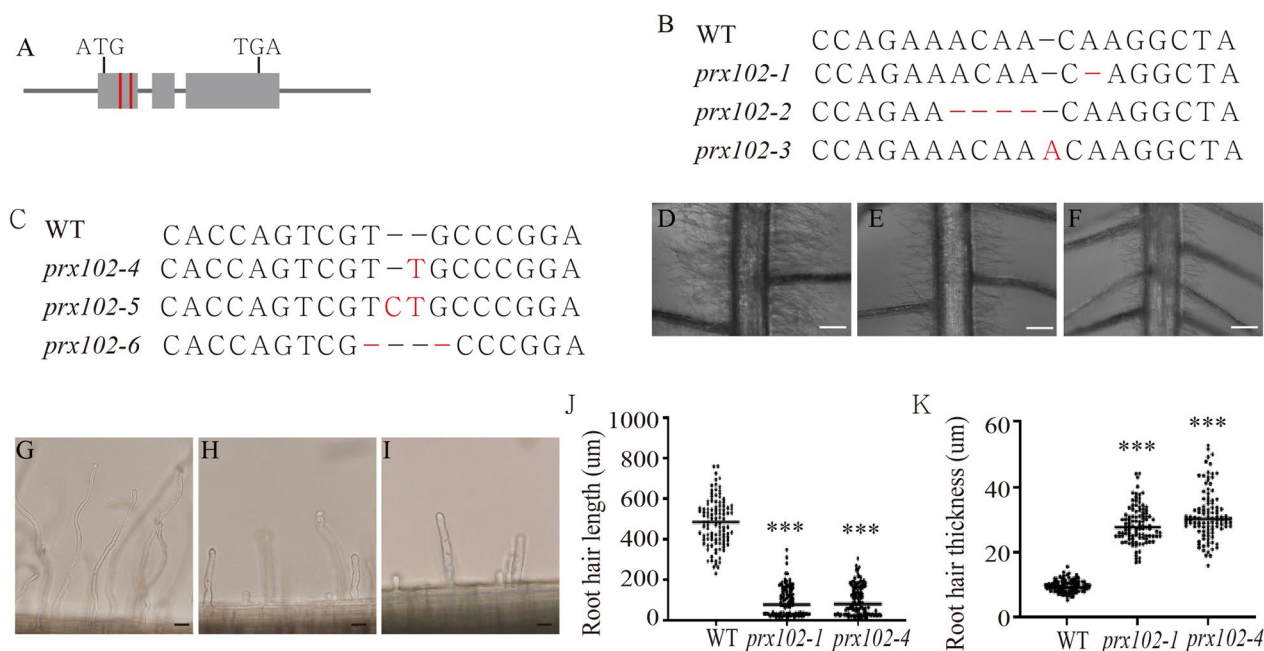 A
ATG TGA
B
WT CCAGAAACAA–CAAGGCTA
prx102-1 CCAGAAACAA–C–AGGCTA
prx102-2 CCAGAA–––––CAAGGCTA
prx102-3 CCAGAAACAAACAAGGCTA
C
WT CACCAGTCGT––GCCCGGA
prx102-4 CACCAGTCGT–TGCCCGGA
prx102-5 CACCAGTCGTCTGCCCGGA
prx102-6 CACCAGTCG––––CCCGGA
D E F
G H I
J
Root hair length (um)
1000
800
600
400
200
0
*** ***
WT prx102-1 prx102-4
K
Root hair thickness (um)
60
40
20
0
*** ***
WT prx102-1 prx102-4